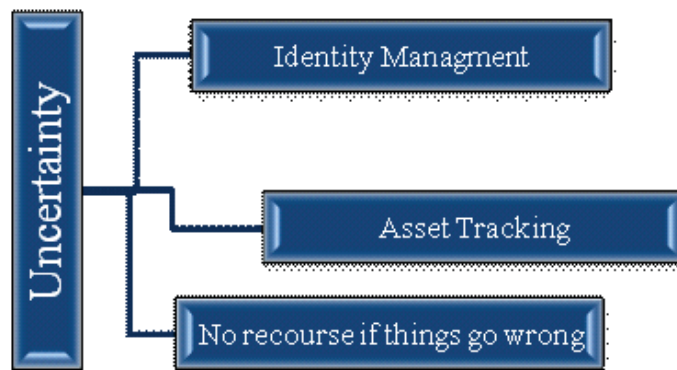 Uncertainty
Identity Managment
Asset Tracking
No recourse if things go wrong